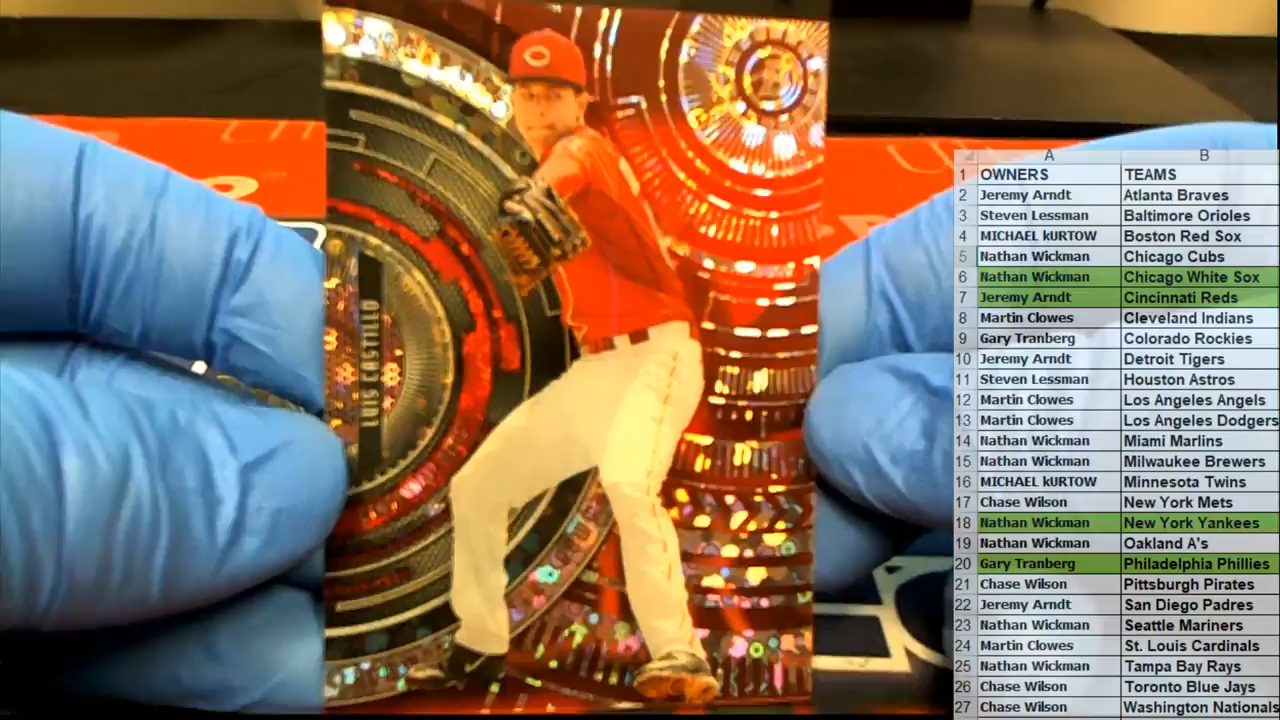 LUIS CASTILLO
C
A B
1 OWNERS TEAMS
2 Jeremy Arndt Atlanta Braves
3 Steven Lessman Baltimore Orioles
4 MICHAEL kURTOW Boston Red Sox
5 Nathan Wickman Chicago Cubs
6 Nathan Wickman Chicago White Sox
7 Jeremy Arndt Cincinnati Reds
8 Martin Clowes Cleveland Indians
9 Gary Tranberg Colorado Rockies
10 Jeremy Arndt Detroit Tigers
11 Steven Lessman Houston Astros
12 Martin Clowes Los Angeles Angels
13 Martin Clowes Los Angeles Dodgers
14 Nathan Wickman Miami Marlins
15 Nathan Wickman Milwaukee Brewers
16 MICHAEL kURTOW Minnesota Twins
17 Chase Wilson New York Mets
18 Nathan Wickman New York Yankees
19 Nathan Wickman Oakland A's
20 Gary Tranberg Philadelphia Phillies
21 Chase Wilson Pittsburgh Pirates
22 Jeremy Arndt San Diego Padres
23 Nathan Wickman Seattle Mariners
24 Martin Clowes St. Louis Cardinals
25 Nathan Wickman Tampa Bay Rays
26 Chase Wilson Toronto Blue Jays
27 Chase Wilson Washington Nationals